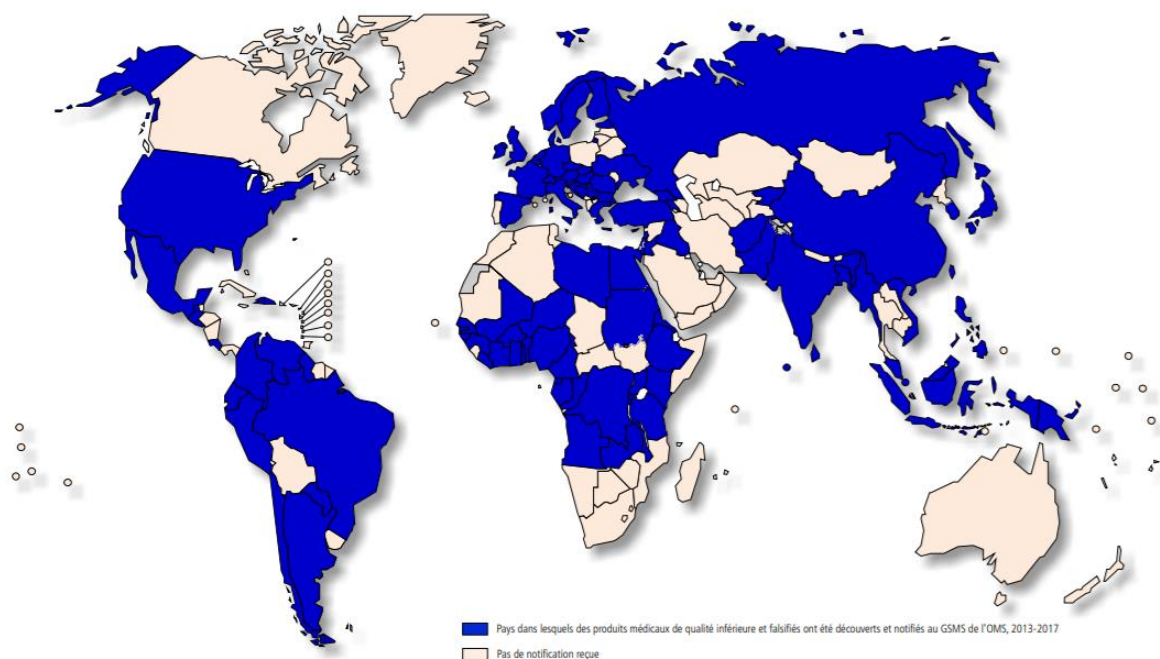 Pays dans lesquels des produits médicaux de qualité inférieure et falsifiés ont été découverts et notifiés au GSMS de l'OMS, 2013-2017
Pas de notification reçue